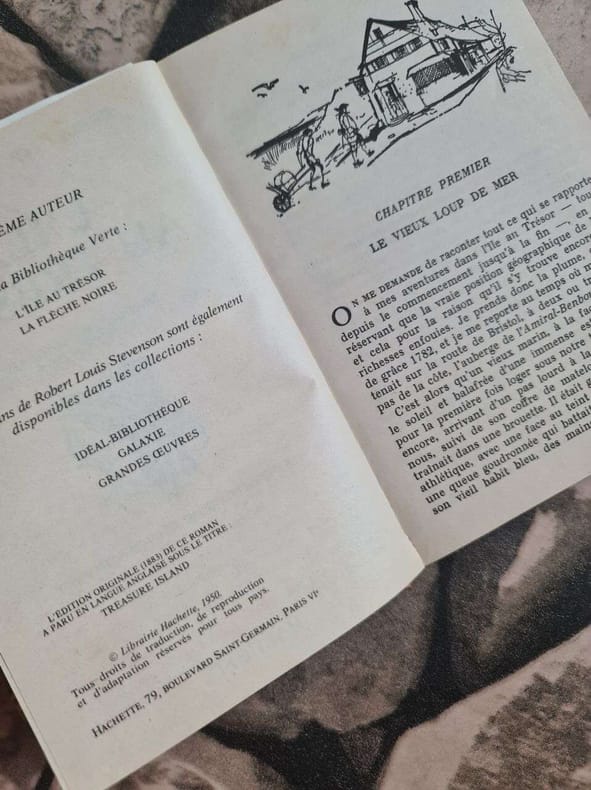 ÊME AUTEUR
a Bibliothèque Verte :
L'ÎLE AU TRÉSOR
LA FLÈCHE NOIRE
ns de Robert Louis Stevenson sont également
disponibles dans les collections :
IDÉAL-BIBLIOTHÈQUE
GALAXIE
GRANDES ŒUVRES
L'ÉDITION ORIGINALE (1883) DE CE ROMAN
A PARU EN LANGUE ANGLAISE SOUS LE TITRE :
TREASURE ISLAND
© Librairie Hachette, 1950.
Tous droits de traduction, de reproduction
et d'adaptation réservés pour tous pays.
HACHETTE, 79, BOULEVARD SAINT-GERMAIN, PARIS VIe
CHAPITRE PREMIER
LE VIEUX LOUP DE MER
ON ME DEMANDE de raconter tout ce qui se rapporte
à mes aventures dans l'Ile au Trésor — tou
depuis le commencement jusqu'à la fin —, en
réservant que la vraie position géographique de
et cela pour la raison qu'il s'y trouve encore
richesses enfouies. Je prends donc la plume,
de grâce 1782, et je me reporte au temps où m
tenait sur la route de Bristol, à deux ou tr
pas de la côte, l'auberge de l'Amiral-Benbow
C'est alors qu'un vieux marin, à la fac
le soleil et balafrée d'une immense est
pour la première fois loger sous notre
encore, arrivant d'un pas lourd à la
nous, suivi de son coffre de matelo
traînait dans une brouette. Il était g
athlétique, avec une face au teint
une queue goudronnée qui battait
son vieil habit bleu, des main